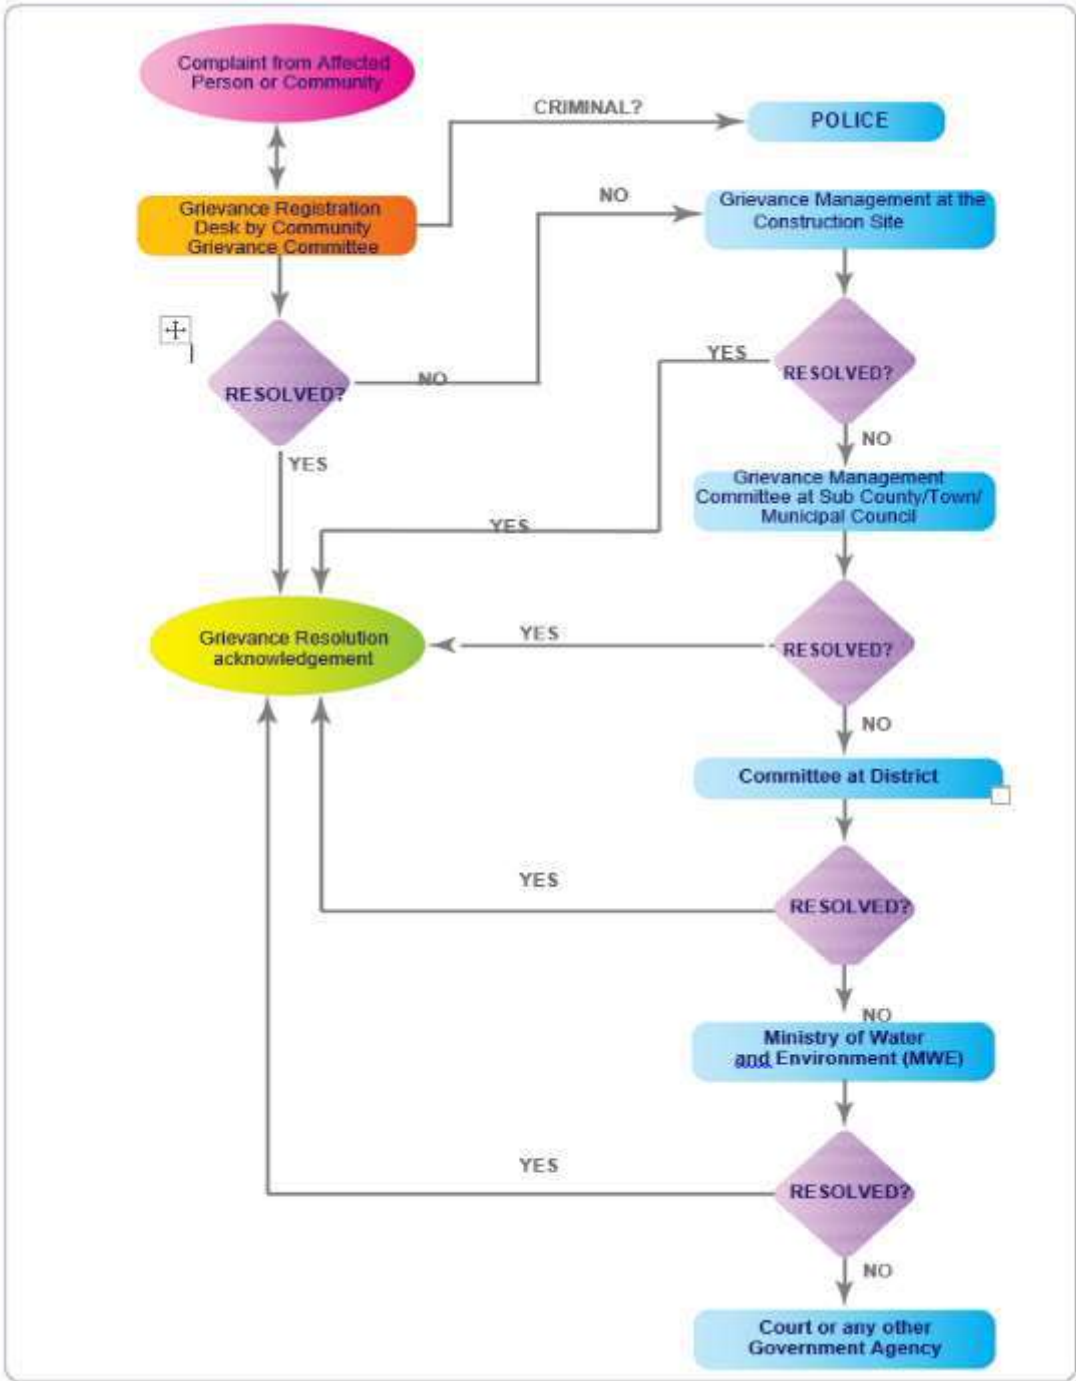 Complaint from Affected
Person or Community
CRIMINAL?
POLICE
Grievance Registration
Desk by Community
Grievance Committee
NO
Grievance Management at the
Construction Site
RESOLVED?
NO
YES
RESOLVED?
YES
NO
Grievance Management
Committee at Sub County/Town/
Municipal Council
YES
Grievance Resolution
acknowledgement
YES
RESOLVED?
NO
Committee at District
YES
RESOLVED?
NO
Ministry of Water
and Environment (MWE)
YES
RESOLVED?
NO
Court or any other
Government Agency